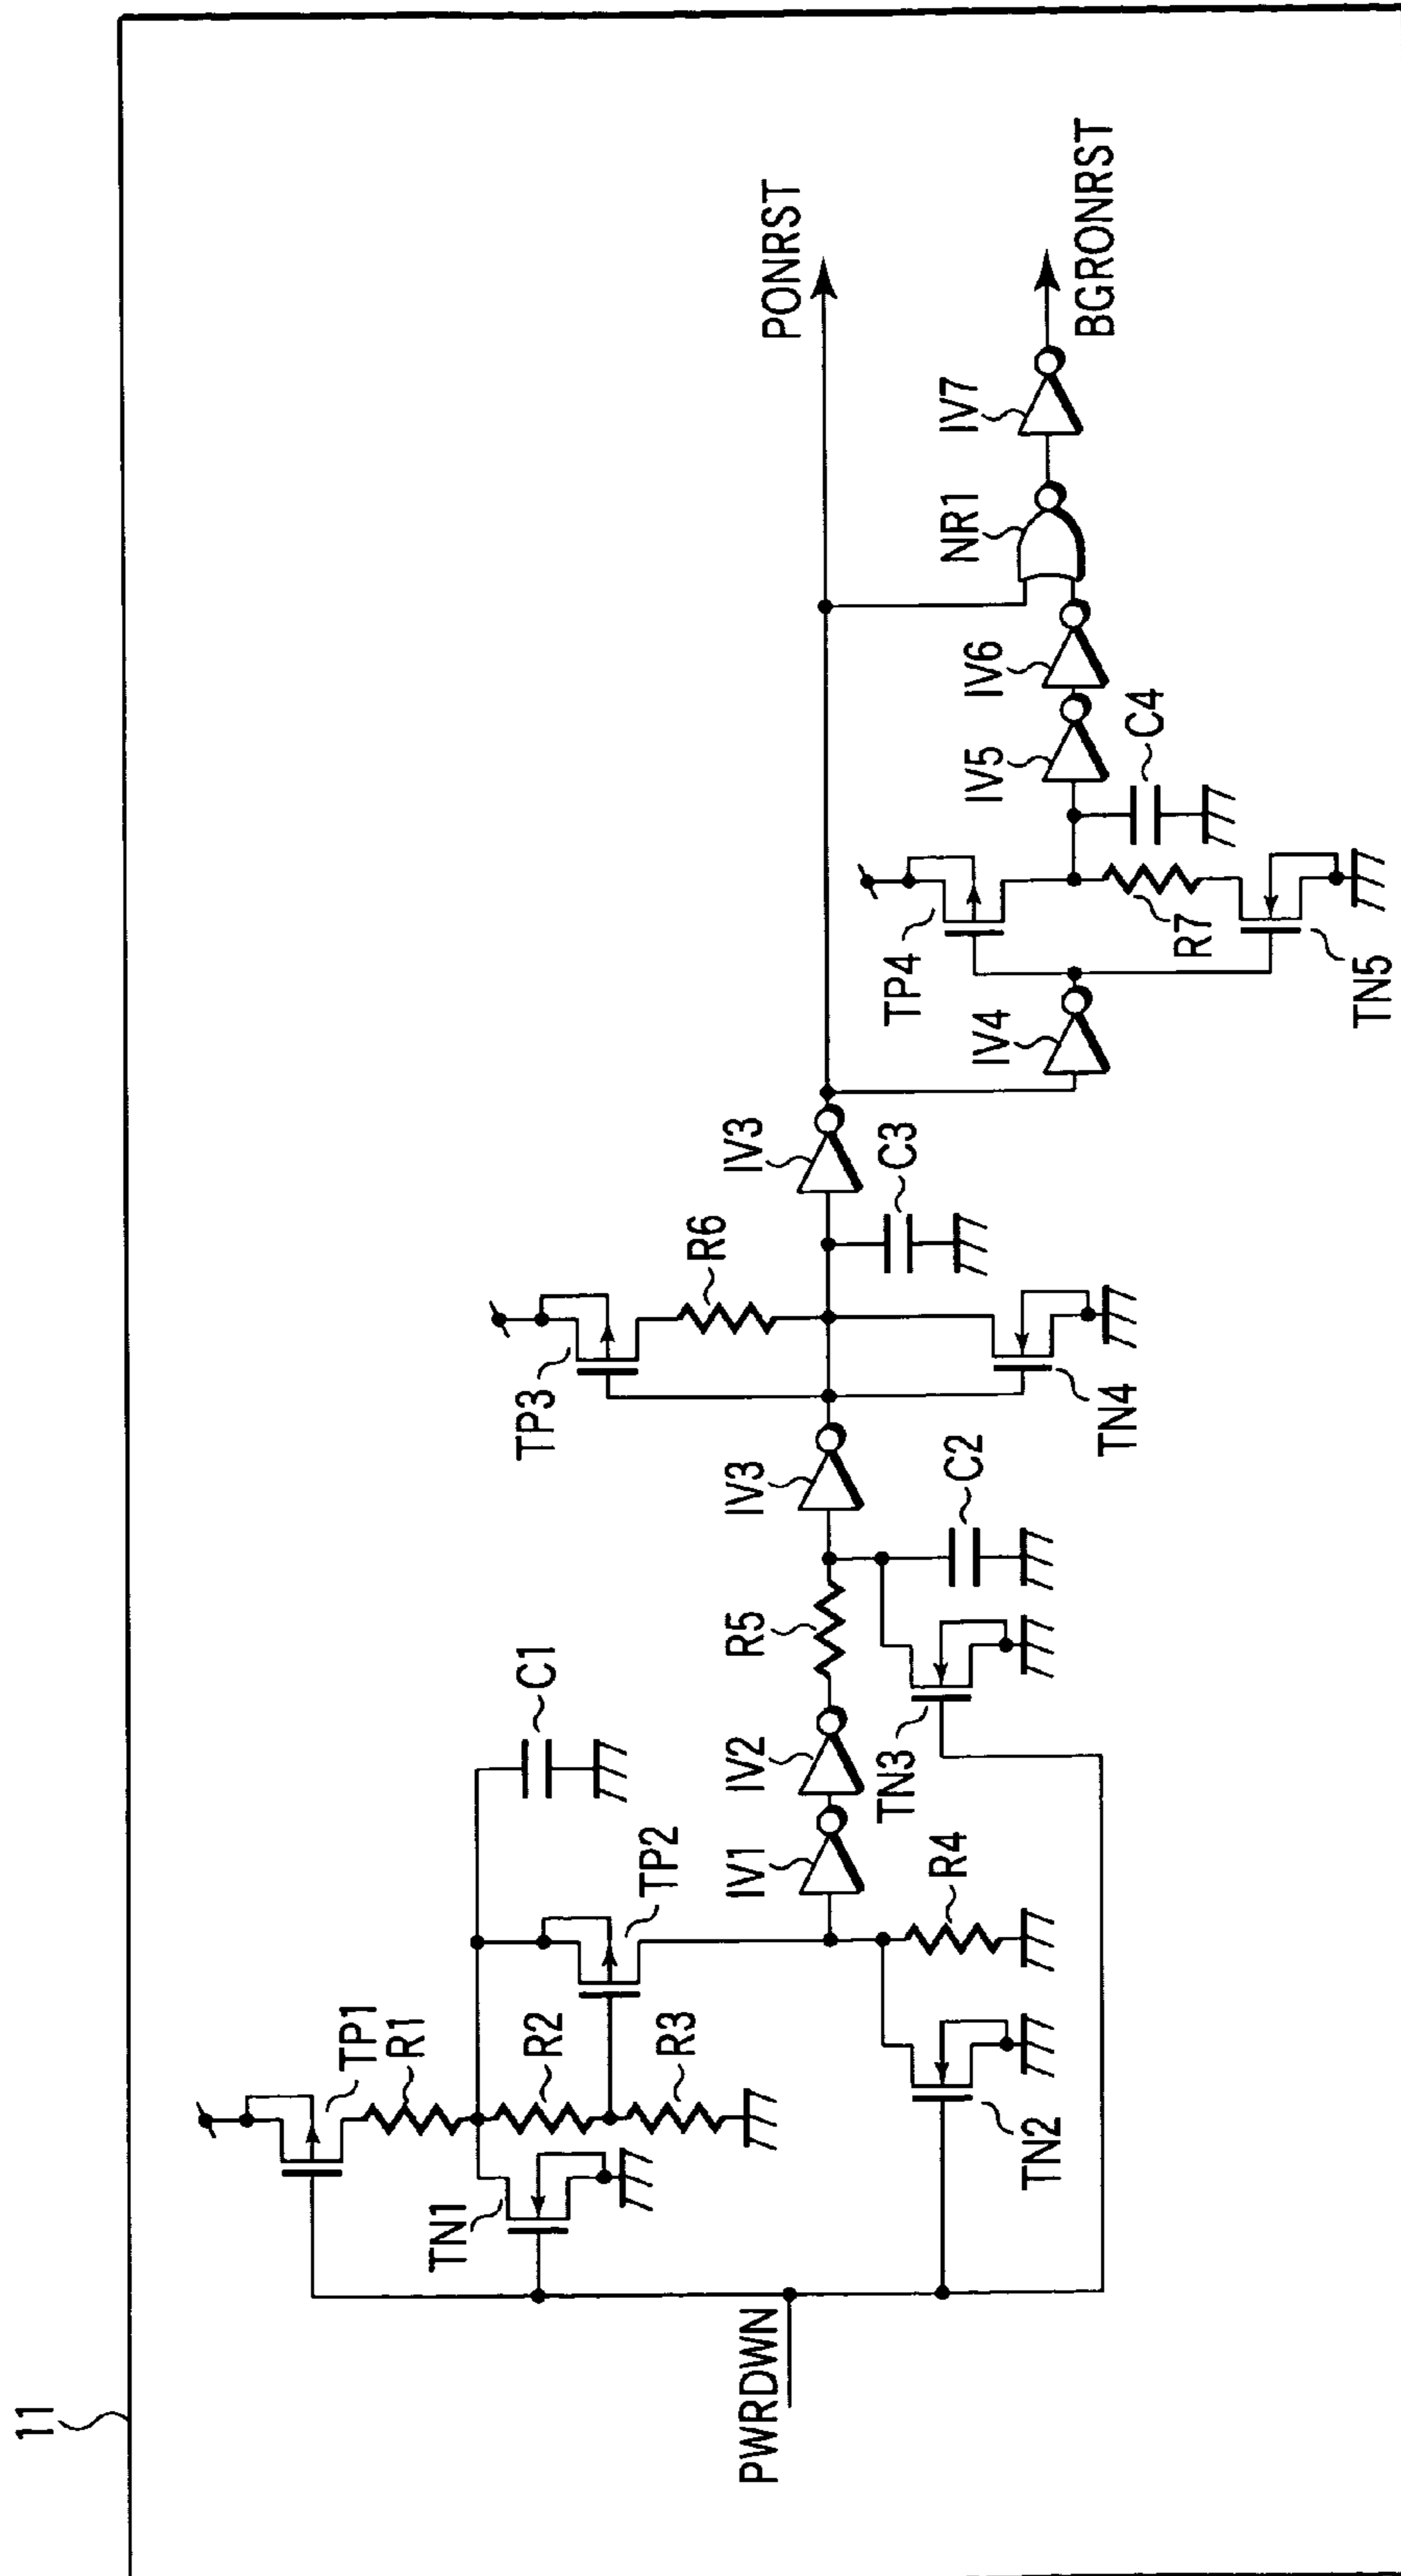 11
PWRDWN
TP1
R1
TN1
R2
R3
C1
TP2
TN2
R4
IV1
IV2
TN3
R5
C2
IV3
TP3
R6
TN4
C3
IV3
IV4
TP4
R7
TN5
C4
IV5
IV6
NR1
IV7
PONRST
BGRONRST